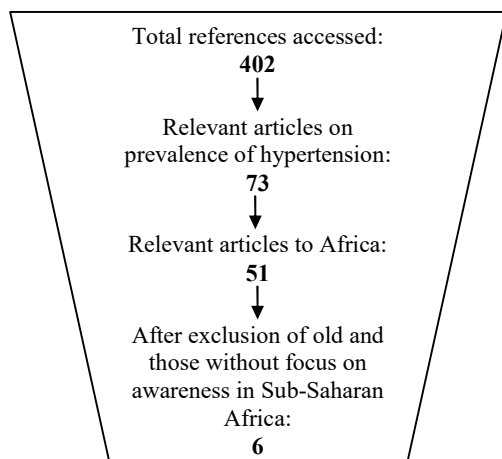 Total references accessed:
402
Relevant articles on
prevalence of hypertension:
73
Relevant articles to Africa:
51
After exclusion of old and
those without focus on
awareness in Sub-Saharan
Africa:
6